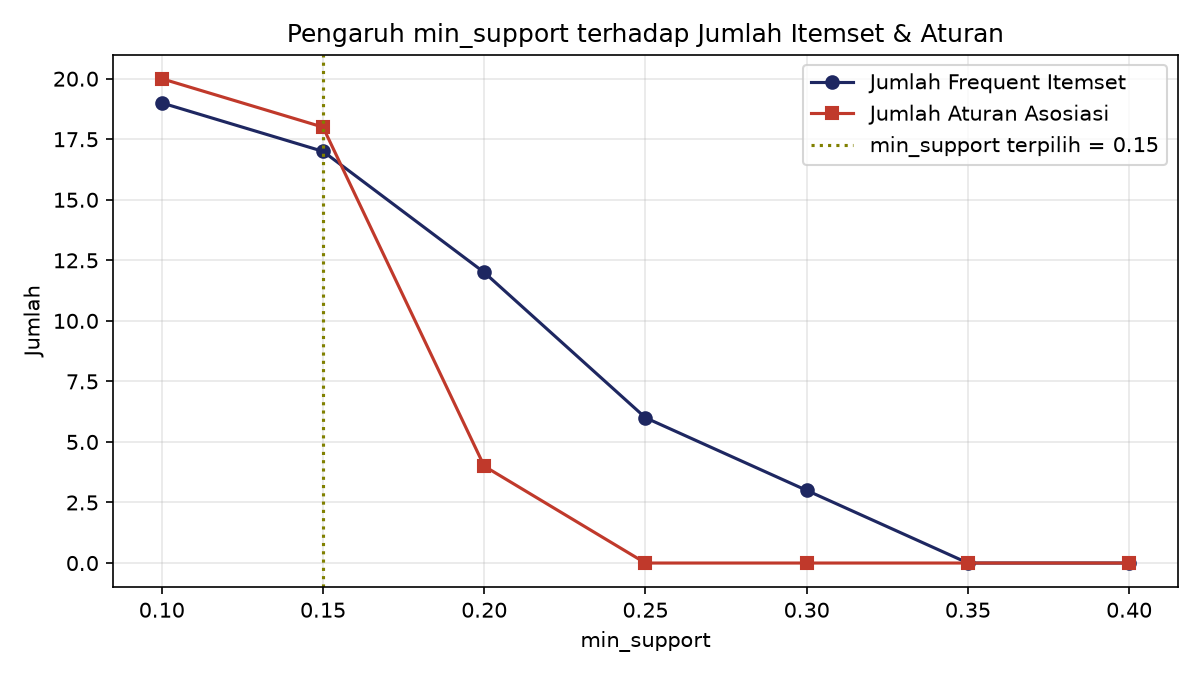 Pengaruh min_support terhadap Jumlah Itemset & Aturan
Jumlah Frequent Itemset
Jumlah Aturan Asosiasi
min_support terpilih = 0.15
Jumlah
20.0
17.5
15.0
12.5
10.0
7.5
5.0
2.5
0.0
0.10 0.15 0.20 0.25 0.30 0.35 0.40
min_support